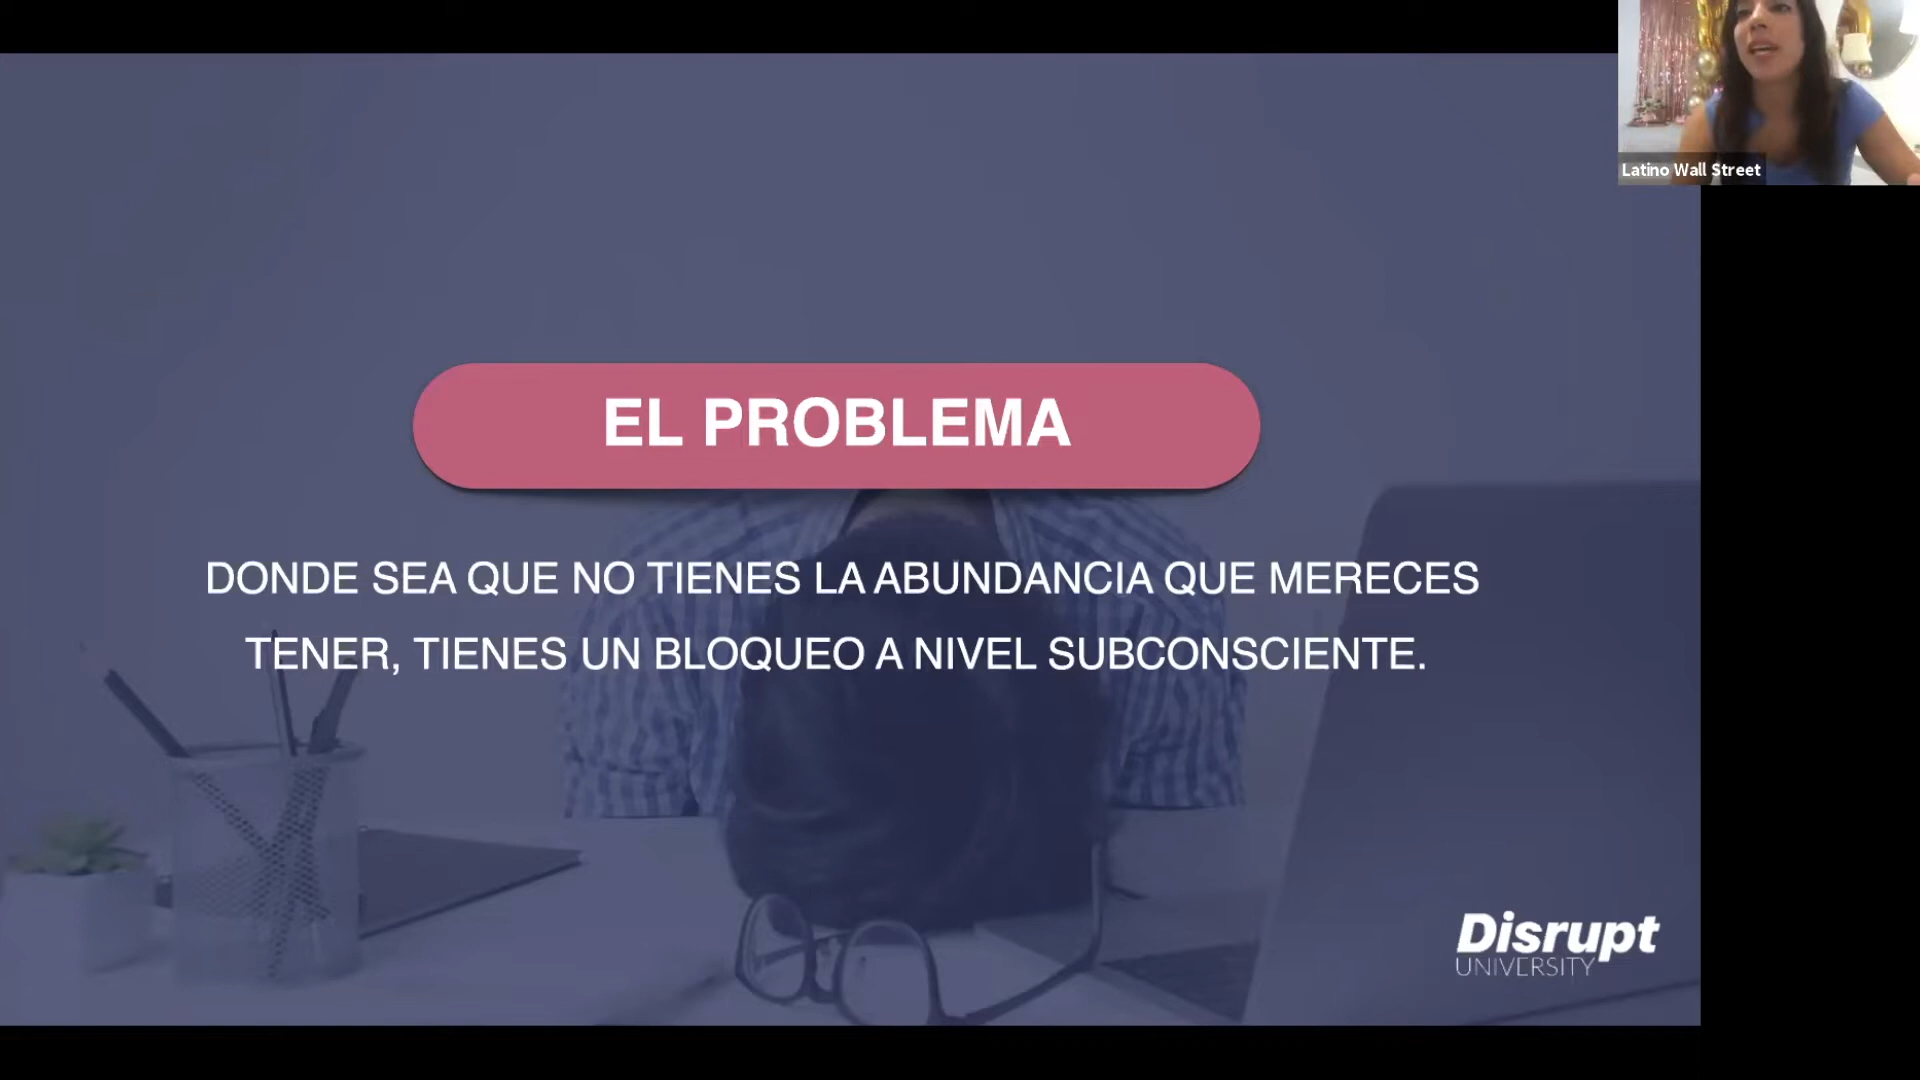 Latino Wall Street
EL PROBLEMA
DONDE SEA QUE NO TIENES LA ABUNDANCIA QUE MERECES
TENER, TIENES UN BLOQUEO A NIVEL SUBCONSCIENTE.
Disrupt
UNIVERSITY